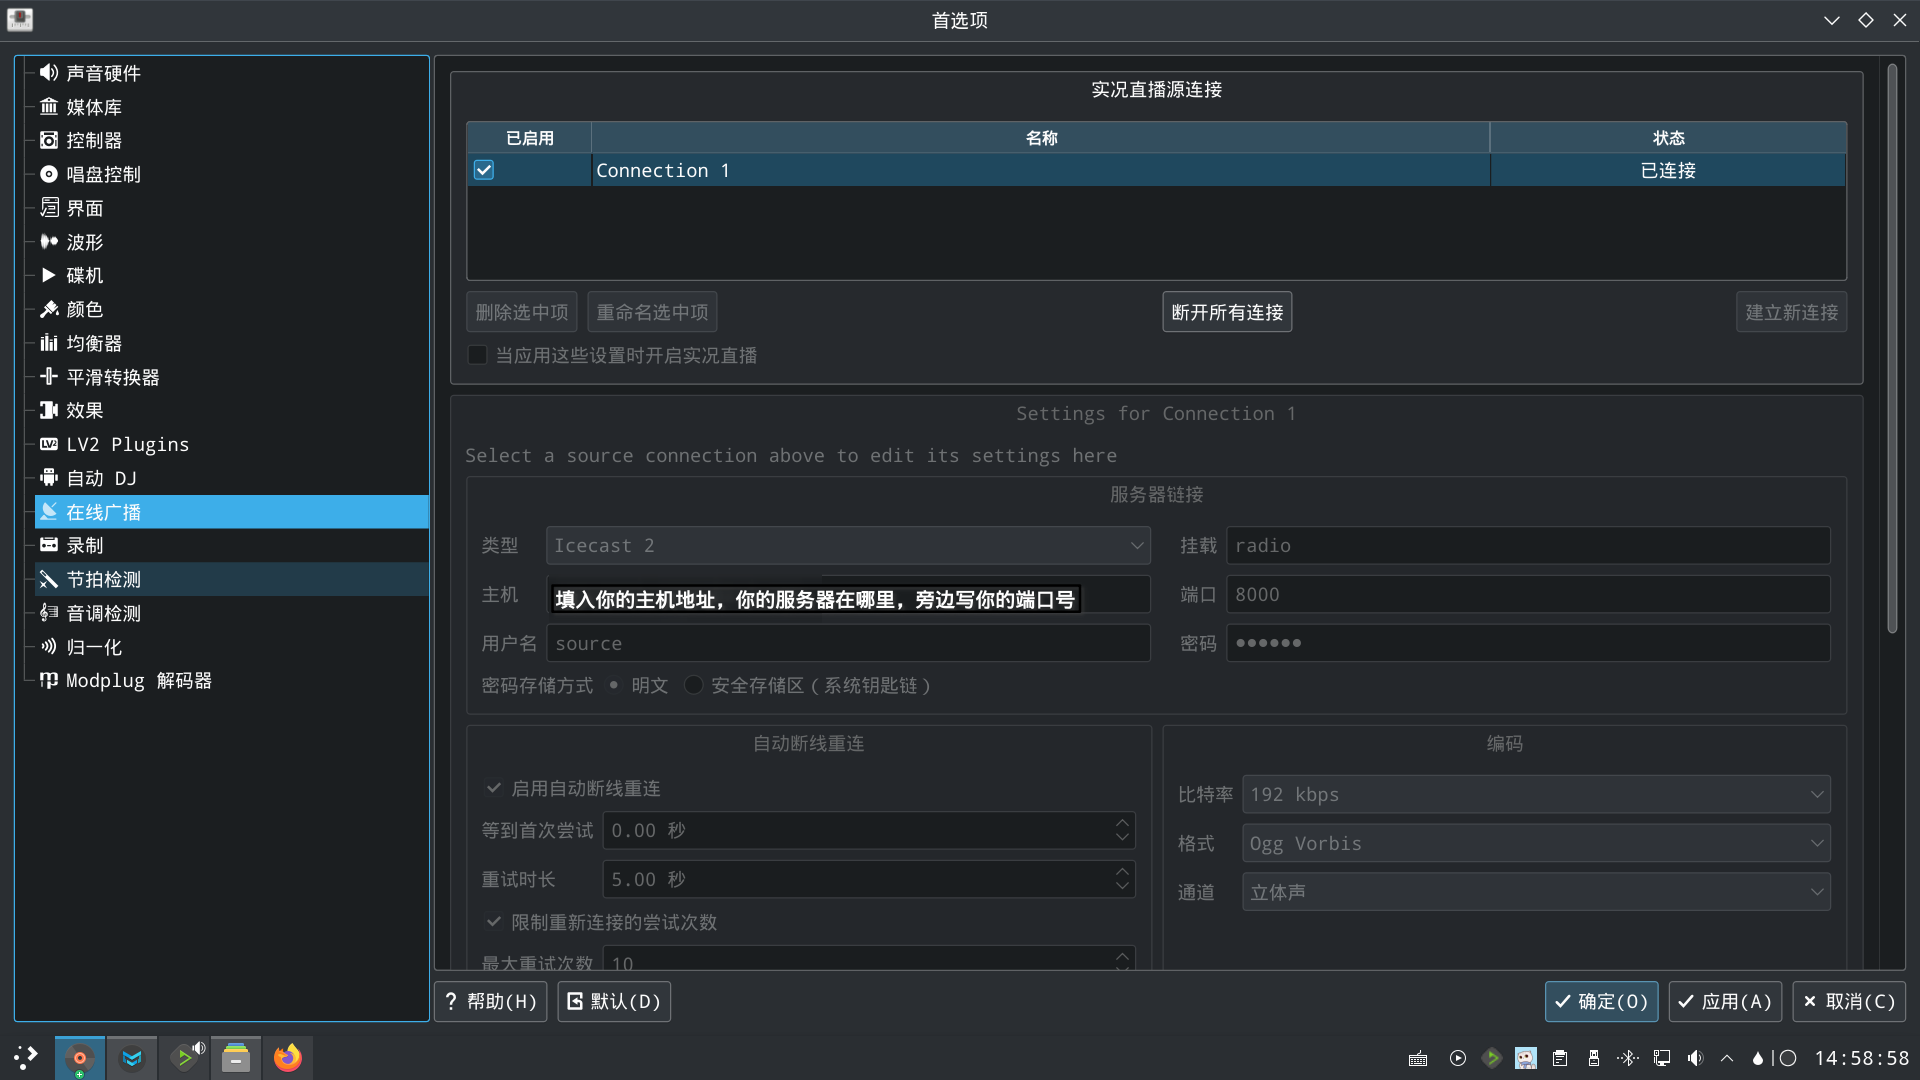 首选项
声音硬件
媒体库
控制器
唱盘控制
界面
波形
碟机
颜色
均衡器
平滑转换器
效果
LV2 Plugins
自动 DJ
在线广播
录制
节拍检测
音调检测
归一化
Modplug 解码器
实况直播源连接
已启用 名称 状态
Connection 1 已连接
删除选中项 重命名选中项 断开所有连接 建立新连接
当应用这些设置时开启实况直播
Settings for Connection 1
Select a source connection above to edit its settings here
服务器链接
类型 Icecast 2 挂载 radio
主机 填入你的主机地址，你的服务器在哪里，旁边写你的端口号 端口 8000
用户名 source 密码 ●●●●●●
密码存储方式 明文 安全存储区（系统钥匙链）
自动断线重连
启用自动断线重连
等到首次尝试 0.00 秒
重试时长 5.00 秒
限制重新连接的尝试次数
最大重试次数 10
编码
比特率 192 kbps
格式 Ogg Vorbis
通道 立体声
? 帮助(H) 默认(D) 确定(O) 应用(A) 取消(C)
14:58:58